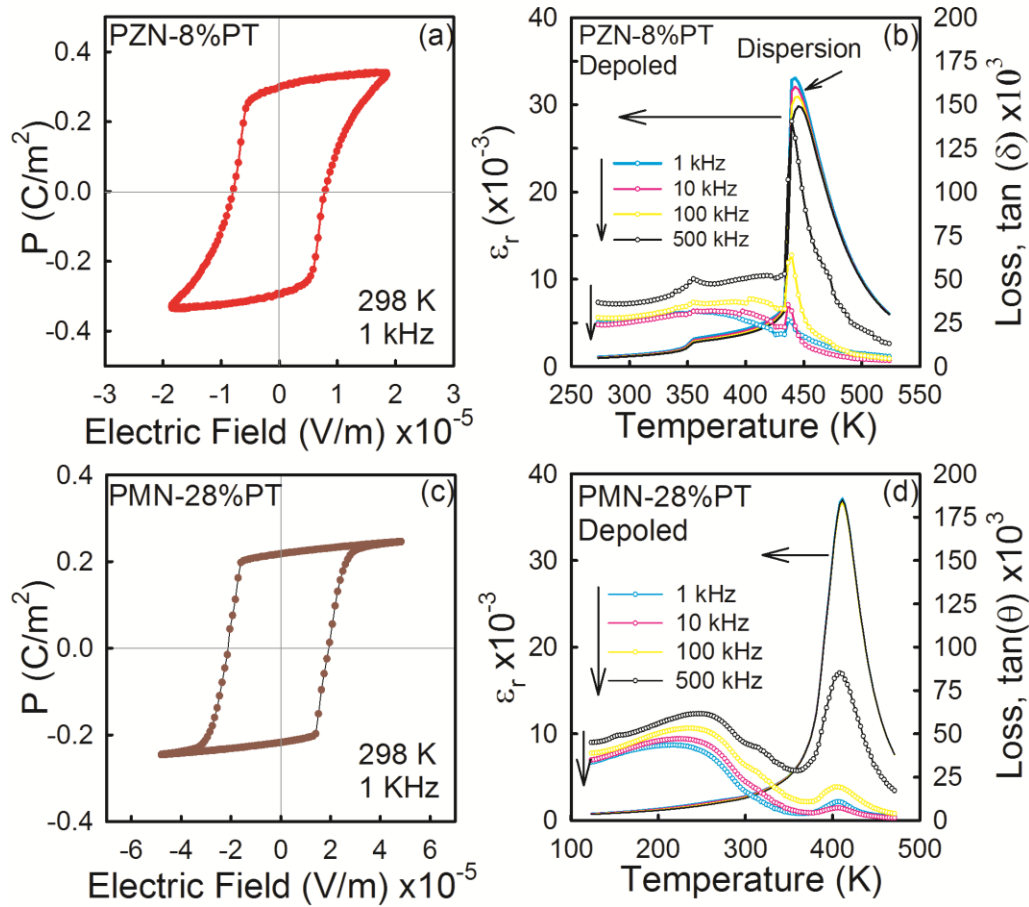 PZN-8%PT (a)
0.4
0.2
0.0
-0.2
-0.4
P (C/m²)
298 K
1 kHz
-3 -2 -1 0 1 2 3
Electric Field (V/m) x10⁻⁵
PZN-8%PT (b)
Depoled
Dispersion
40
30
20
10
0
εr (x10⁻³)
1 kHz
10 kHz
100 kHz
500 kHz
200
175
150
125
100
75
50
25
0
Loss, tan (δ) x10³
250 300 350 400 450 500 550
Temperature (K)
PMN-28%PT (c)
0.4
0.2
0.0
-0.2
-0.4
P (C/m²)
298 K
1 KHz
-6 -4 -2 0 2 4 6
Electric Field (V/m) x10⁻⁵
PMN-28%PT (d)
Depoled
40
30
20
10
0
εr x10⁻³
1 kHz
10 kHz
100 kHz
500 kHz
200
175
150
125
100
75
50
25
0
Loss, tan(θ) x10³
100 200 300 400 500
Temperature (K)